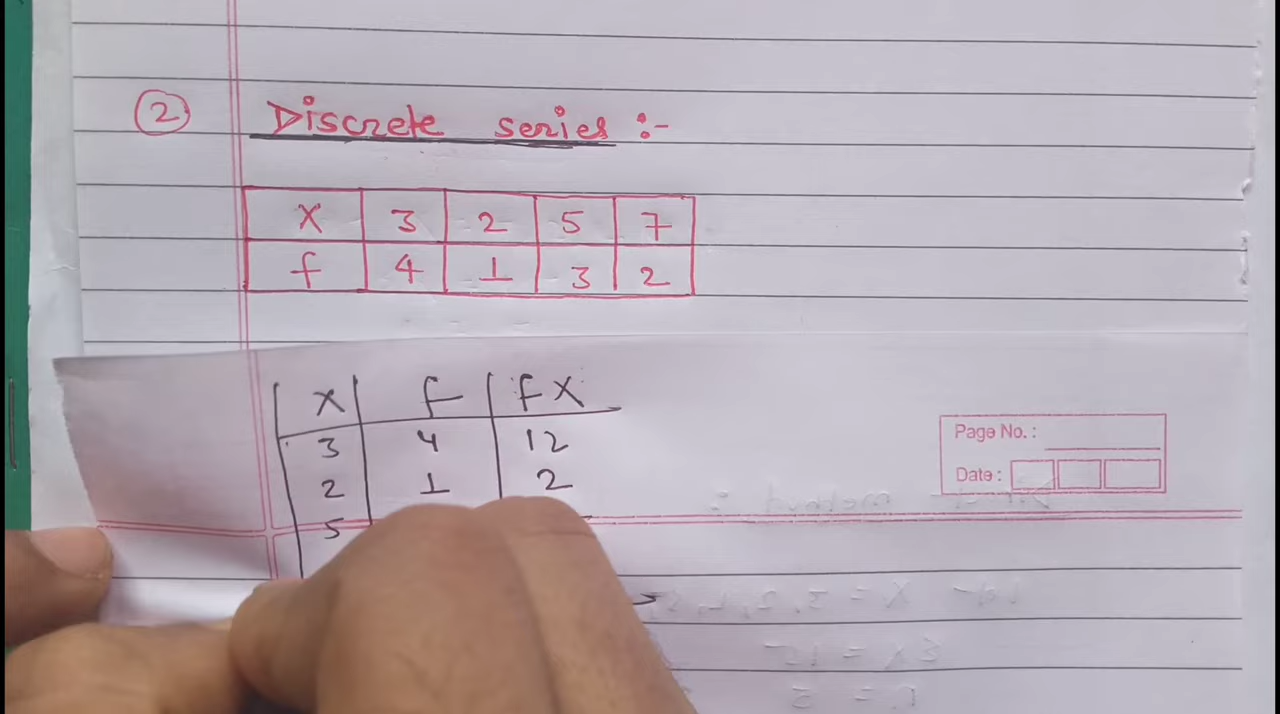 2 Discrete series :-
X 3 2 5 7
f 4 1 3 2
X f fX
3 4 12
2 1 2
5
Page No. :
Date :